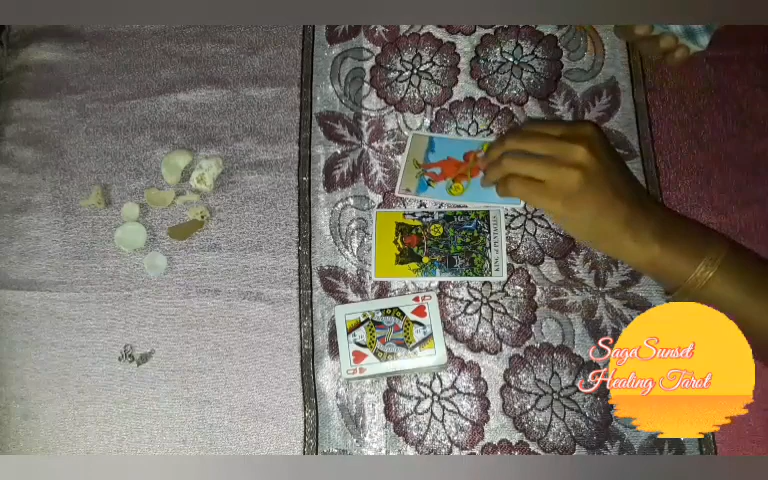 KING of PENTACLES
Q
Q
SageSunset
Healing Tarot